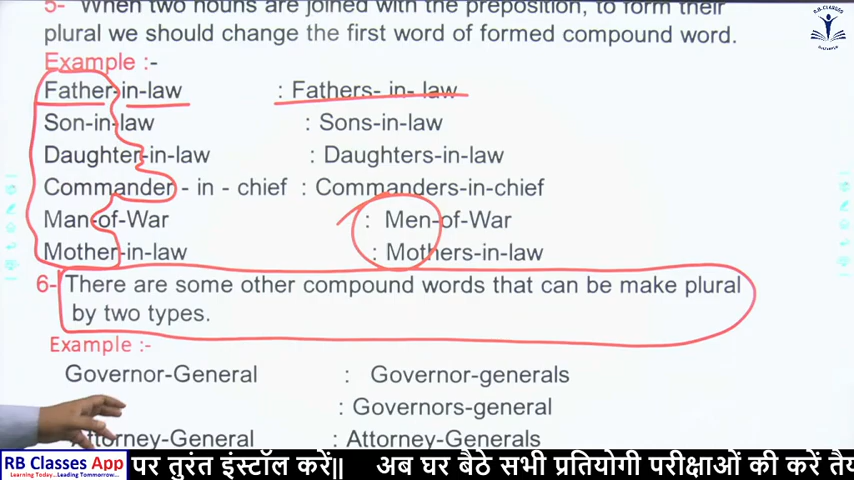 5- When two nouns are joined with the preposition, to form their
plural we should change the first word of formed compound word.
Example :-
Father-in-law : Fathers- in- law
Son-in-law : Sons-in-law
Daughter-in-law : Daughters-in-law
Commander - in - chief : Commanders-in-chief
Man-of-War : Men-of-War
Mother-in-law : Mothers-in-law
6- There are some other compound words that can be make plural
by two types.
Example :-
Governor-General : Governor-generals
: Governors-general
Attorney-General : Attorney-Generals
RB Classes App
Learning Today...Leading Tommorrow...
पर तुरंत इंस्टॉल करें|| अब घर बैठे सभी प्रतियोगी परीक्षाओं की करें तैय